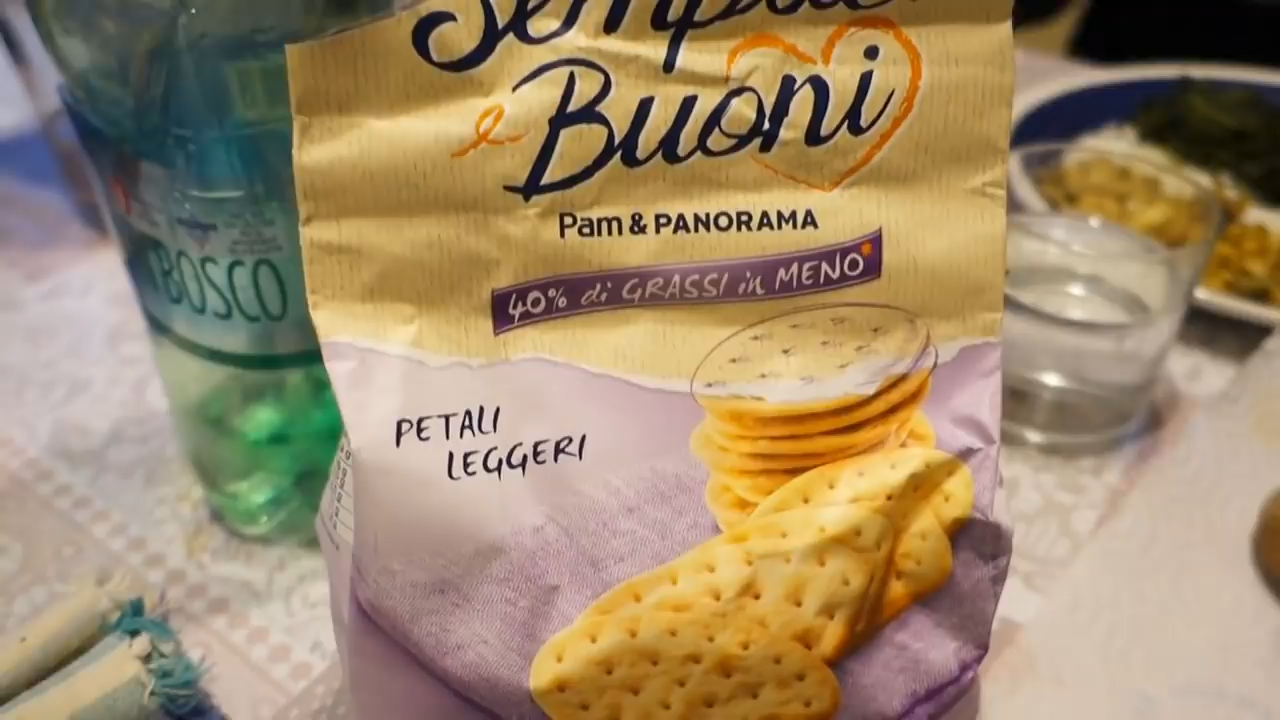 e Buoni
Pam & PANORAMA
40% di GRASSI in MENO*
PETALI
LEGGERI
BOSCO